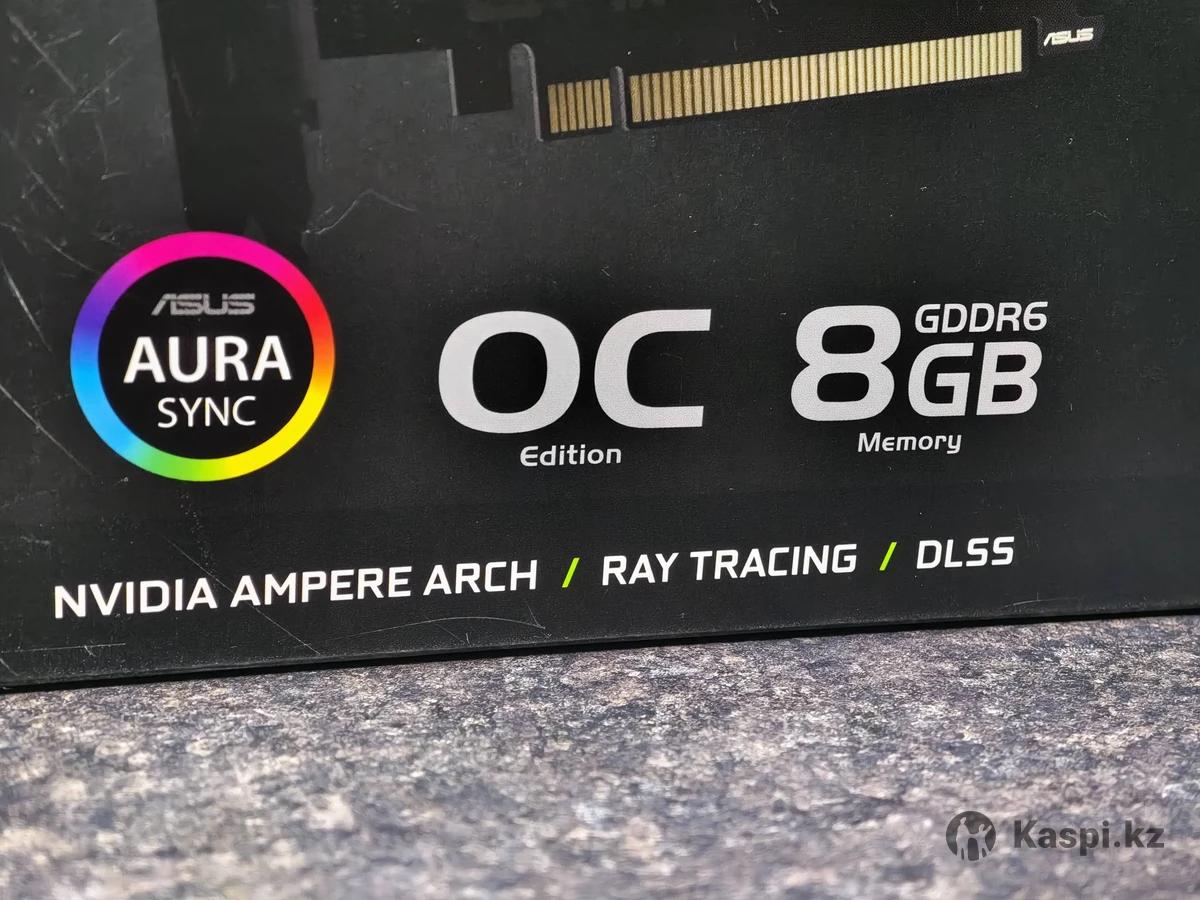 ASUS
ASUS
AURA
SYNC
OC
Edition
8 GDDR6
GB
Memory
NVIDIA AMPERE ARCH / RAY TRACING / DLSS
Kaspi.kz